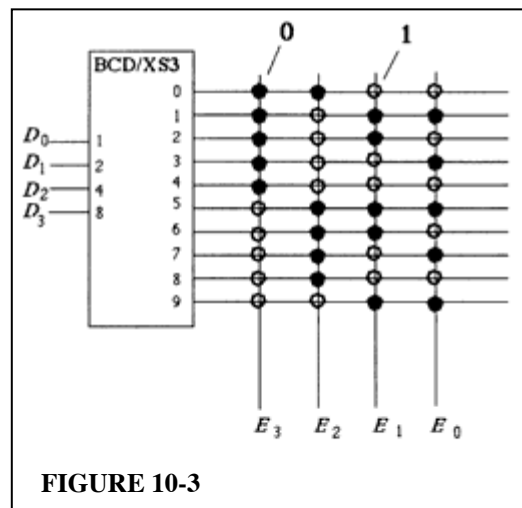 0 1
BCD/XS3
0
1
D0 1 2
D1 2 3
D2 4 4
D3 8 5
6
7
8
9
E3 E2 E1 E0
FIGURE 10-3